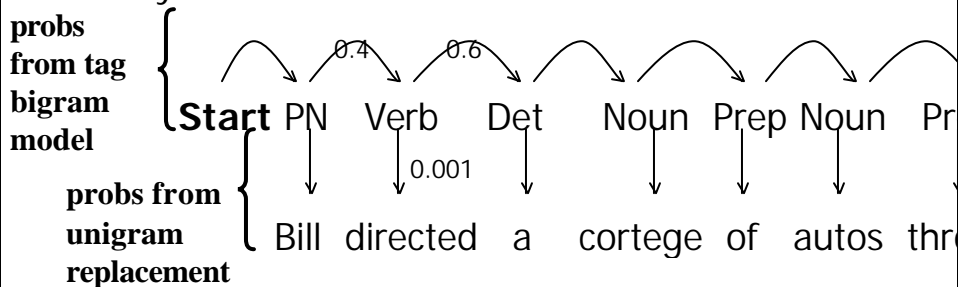 probs
from tag
bigram
model
0.4 0.6
Start PN Verb Det Noun Prep Noun
0.001
probs from
unigram
replacement
Bill directed a cortege of autos